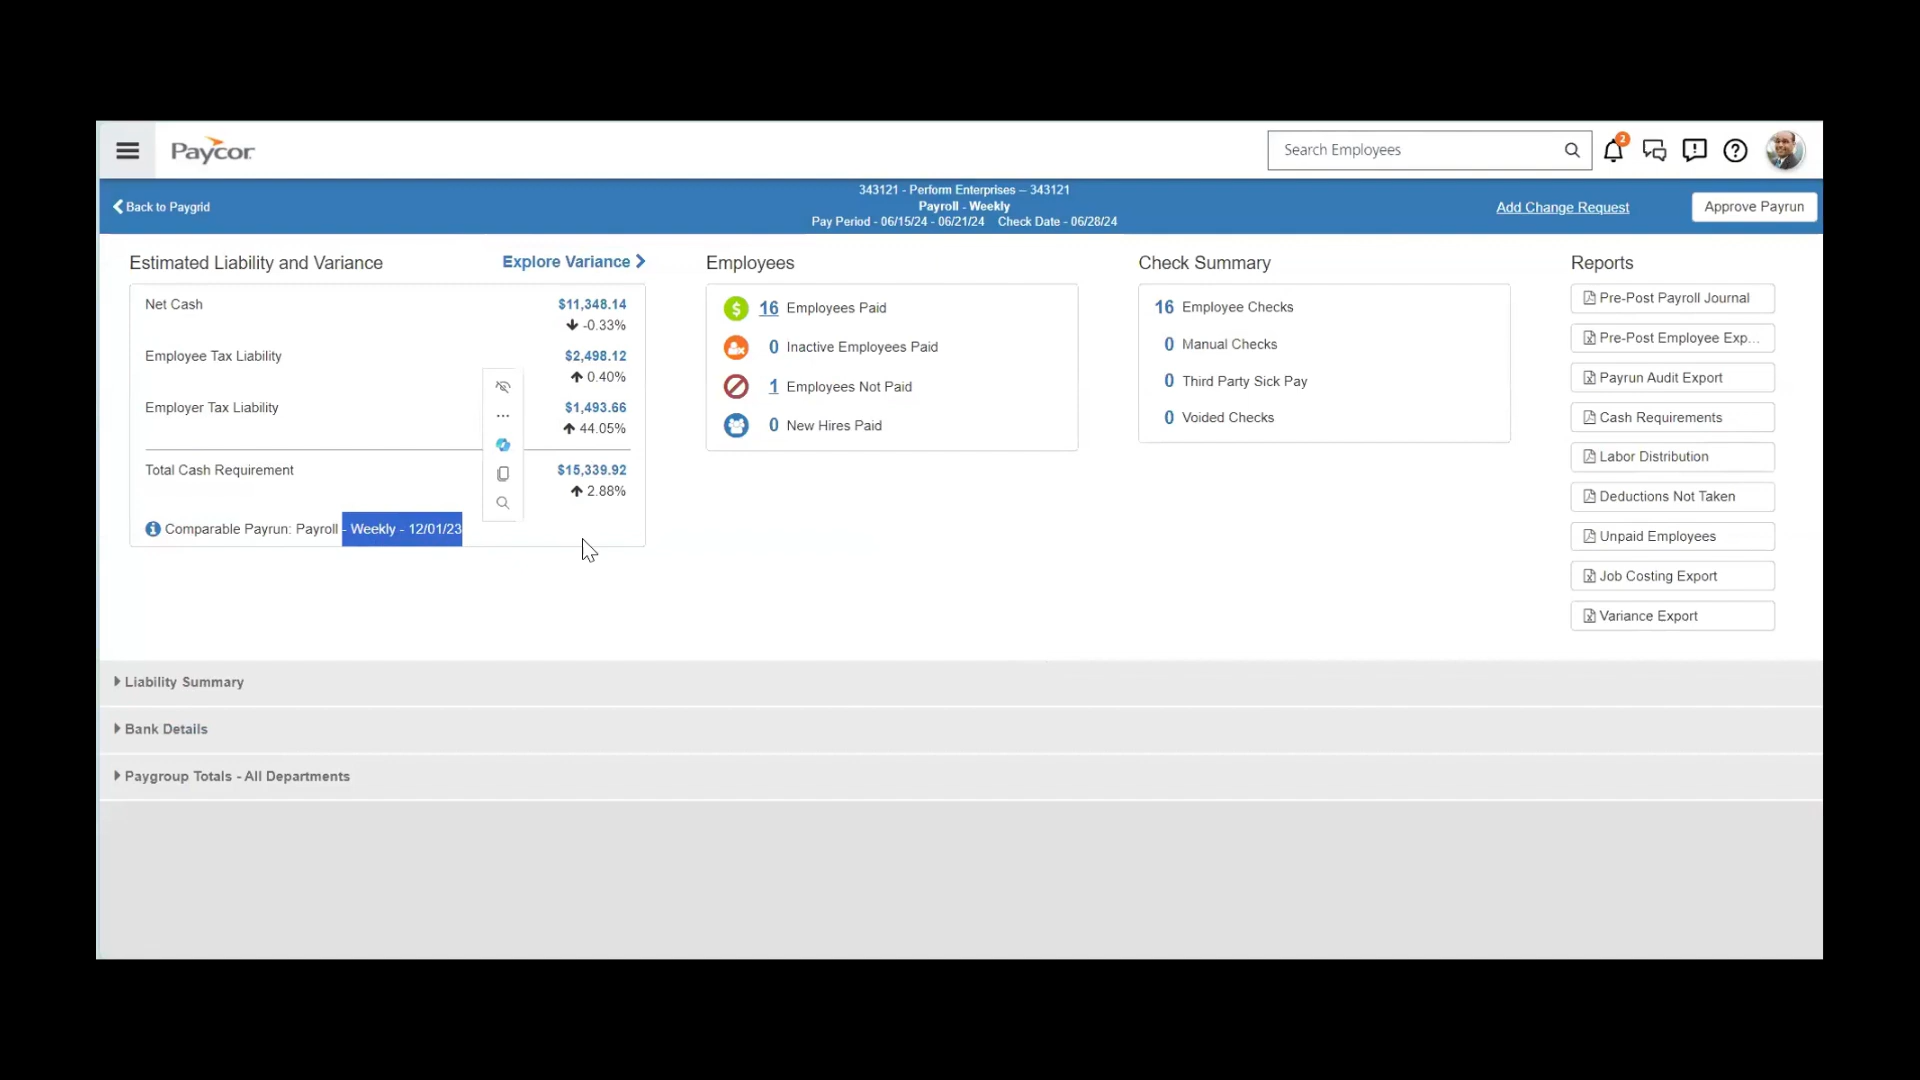 Paycor
Search Employees
2
Back to Paygrid
343121 - Perform Enterprises – 343121
Payroll - Weekly
Pay Period - 06/15/24 - 06/21/24 Check Date - 06/28/24
Add Change Request
Approve Payrun
Estimated Liability and Variance
Explore Variance
Net Cash
$11,348.14
-0.33%
Employee Tax Liability
$2,498.12
0.40%
Employer Tax Liability
$1,493.66
44.05%
Total Cash Requirement
$15,339.92
2.88%
Comparable Payrun: Payroll - Weekly - 12/01/23
Employees
16 Employees Paid
0 Inactive Employees Paid
1 Employees Not Paid
0 New Hires Paid
Check Summary
16 Employee Checks
0 Manual Checks
0 Third Party Sick Pay
0 Voided Checks
Reports
Pre-Post Payroll Journal
Pre-Post Employee Exp...
Payrun Audit Export
Cash Requirements
Labor Distribution
Deductions Not Taken
Unpaid Employees
Job Costing Export
Variance Export
Liability Summary
Bank Details
Paygroup Totals - All Departments